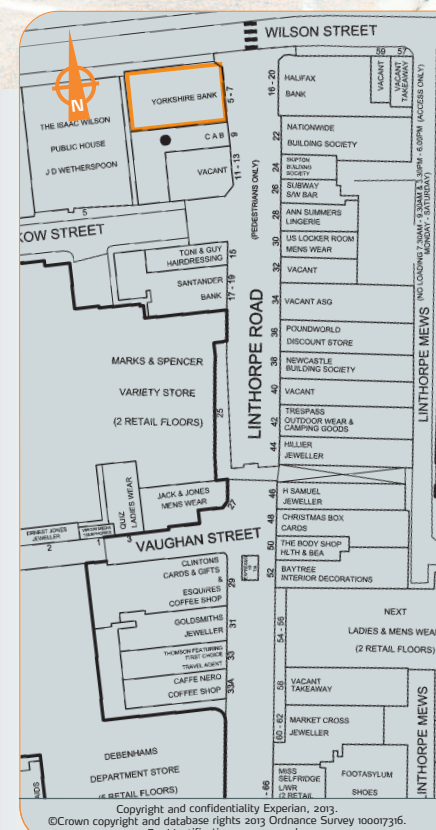 WILSON STREET
N
YORKSHIRE BANK
5 - 7
THE ISAAC WILSON
PUBLIC HOUSE
J D WETHERSPOON
C A B
9
VACANT
11 - 13
5
KOW STREET
TONI & GUY
HAIRDRESSING
15
SANTANDER
BANK
17 - 19
MARKS & SPENCER
VARIETY STORE
(2 RETAIL FLOORS)
25
JACK & JONES
MENS WEAR
27
QUIZ
LADIES WEAR
3
ERNEST JONES
JEWELLER
2
1
VAUGHAN STREET
CLINTONS
CARDS & GIFTS
&
ESQUIRES
COFFEE SHOP
29
GOLDSMITHS
JEWELLER
31
THOMSON FEATURING
FIRST CHOICE
TRAVEL AGENT
33
CAFFE NERO
COFFEE SHOP
33A
DEBENHAMS
DEPARTMENT STORE
(5 RETAIL FLOORS)
LINTHORPE ROAD
(PEDESTRIANS ONLY)
16 - 20
HALIFAX
BANK
59
VACANT
57
VACANT
TAKEAWAY
22
NATIONWIDE
BUILDING SOCIETY
24
SKIPTON
BUILDING
SOCIETY
26
SUBWAY
S/W BAR
28
ANN SUMMERS
LINGERIE
30
US LOCKER ROOM
MENS WEAR
32
VACANT
34
VACANT ASG
36
POUNDWORLD
DISCOUNT STORE
38
NEWCASTLE
BUILDING SOCIETY
40
VACANT
42
TRESPASS
OUTDOOR WEAR &
CAMPING GOODS
44
HILLIER
JEWELLER
46
H SAMUEL
JEWELLER
48
CHRISTMAS BOX
CARDS
50
THE BODY SHOP
HLTH & BEA
52
BAYTREE
INTERIOR DECORATIONS
54 - 56
NEXT
LADIES & MENS WEAR
(2 RETAIL FLOORS)
58
VACANT
TAKEAWAY
60 - 62
MARKET CROSS
JEWELLER
- 66
MISS
SELFRIDGE
L/WR
(2 RETAIL
FOOTASYLUM
SHOES
LINTHORPE MEWS
(NO LOADING 7.30AM - 9.30AM & 3.30PM - 6.00PM (ACCESS ONLY)
MONDAY - SATURDAY)
LINTHORPE MEWS
Copyright and confidentiality Experian, 2013.
©Crown copyright and database rights 2013 Ordnance Survey 100017316.